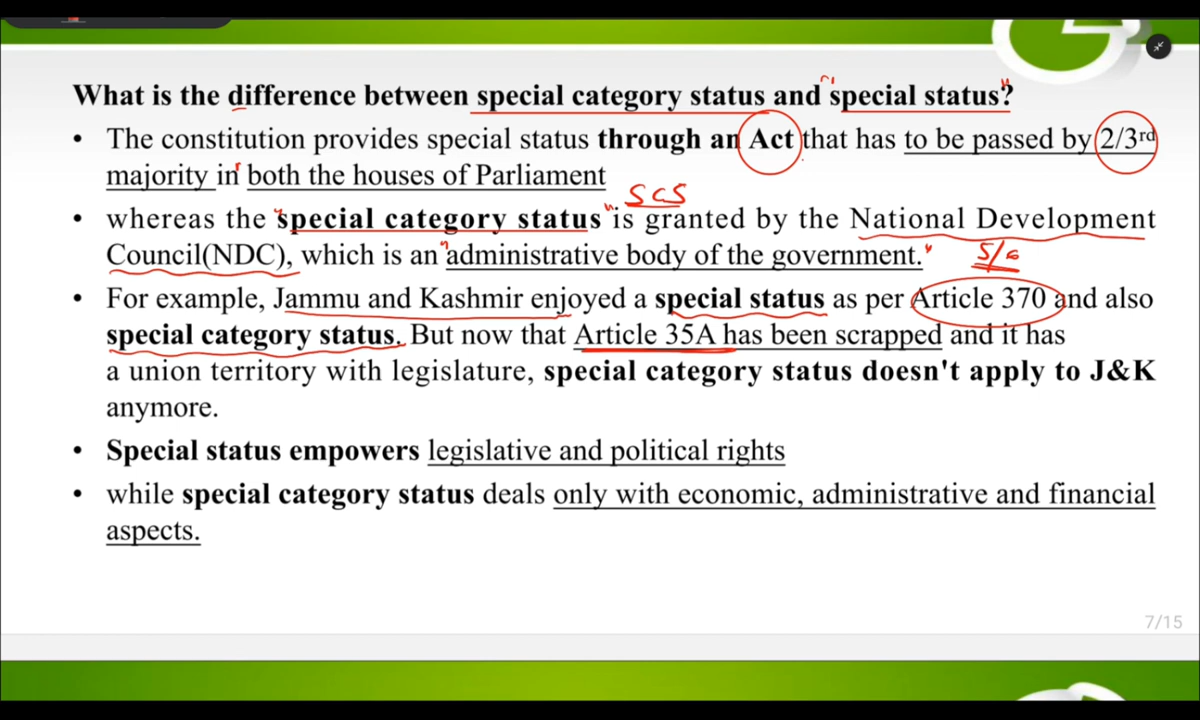 What is the difference between special category status and "special status"?
• The constitution provides special status through an Act that has to be passed by 2/3rd
majority in both the houses of Parliament
SCS
• whereas the "special category status" is granted by the National Development
Council(NDC), which is an "administrative body of the government."
• For example, Jammu and Kashmir enjoyed a special status as per Article 370 and also
special category status. But now that Article 35A has been scrapped and it has
a union territory with legislature, special category status doesn't apply to J&K
anymore.
• Special status empowers legislative and political rights
• while special category status deals only with economic, administrative and financial
aspects.
7/15